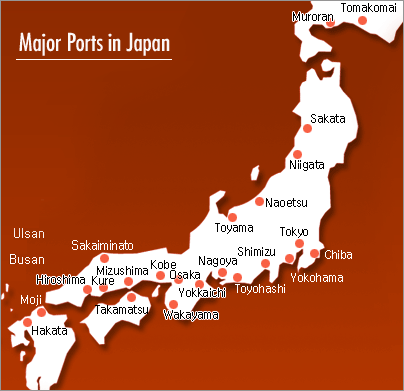 Tomakomai
Muroran
Major Ports in Japan
Sakata
Niigata
Naoetsu
Toyama
Ulsan
Tokyo
Sakaiminato
Shimizu
Chiba
Busan
Kobe
Nagoya
Mizushima
Osaka
Yokohama
Hiroshima
Kure
Toyohashi
Yokkaichi
Moji
Takamatsu
Wakayama
Hakata